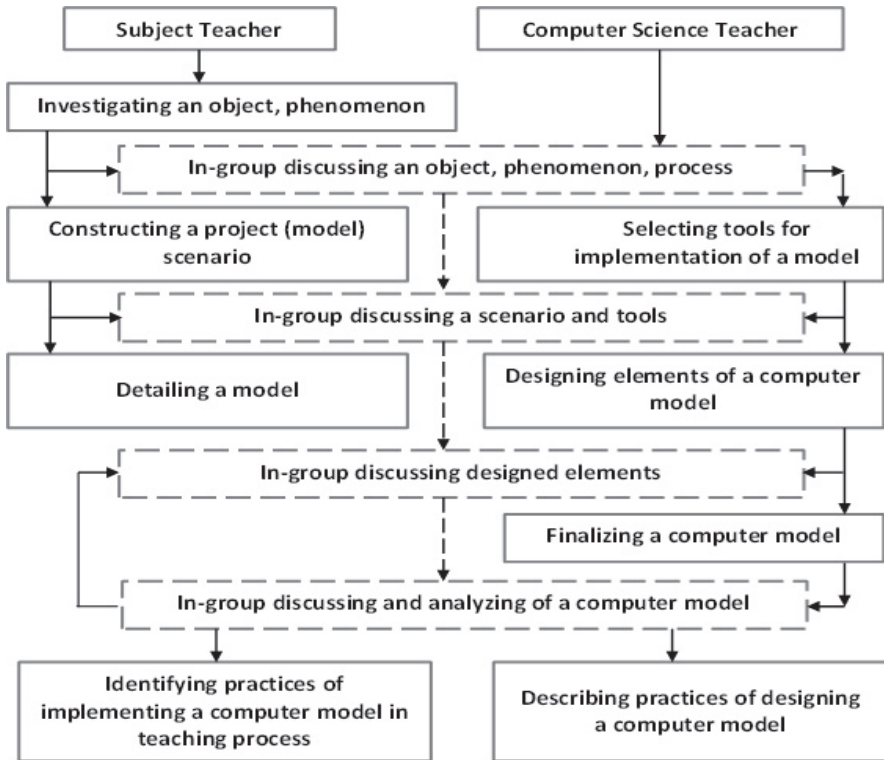 Subject Teacher
Computer Science Teacher
Investigating an object, phenomenon
In-group discussing an object, phenomenon, process
Constructing a project (model)
scenario
Selecting tools for
implementation of a model
In-group discussing a scenario and tools
Detailing a model
Designing elements of a computer
model
In-group discussing designed elements
Finalizing a computer model
In-group discussing and analyzing of a computer model
Identifying practices of
implementing a computer model in
teaching process
Describing practices of designing
a computer model